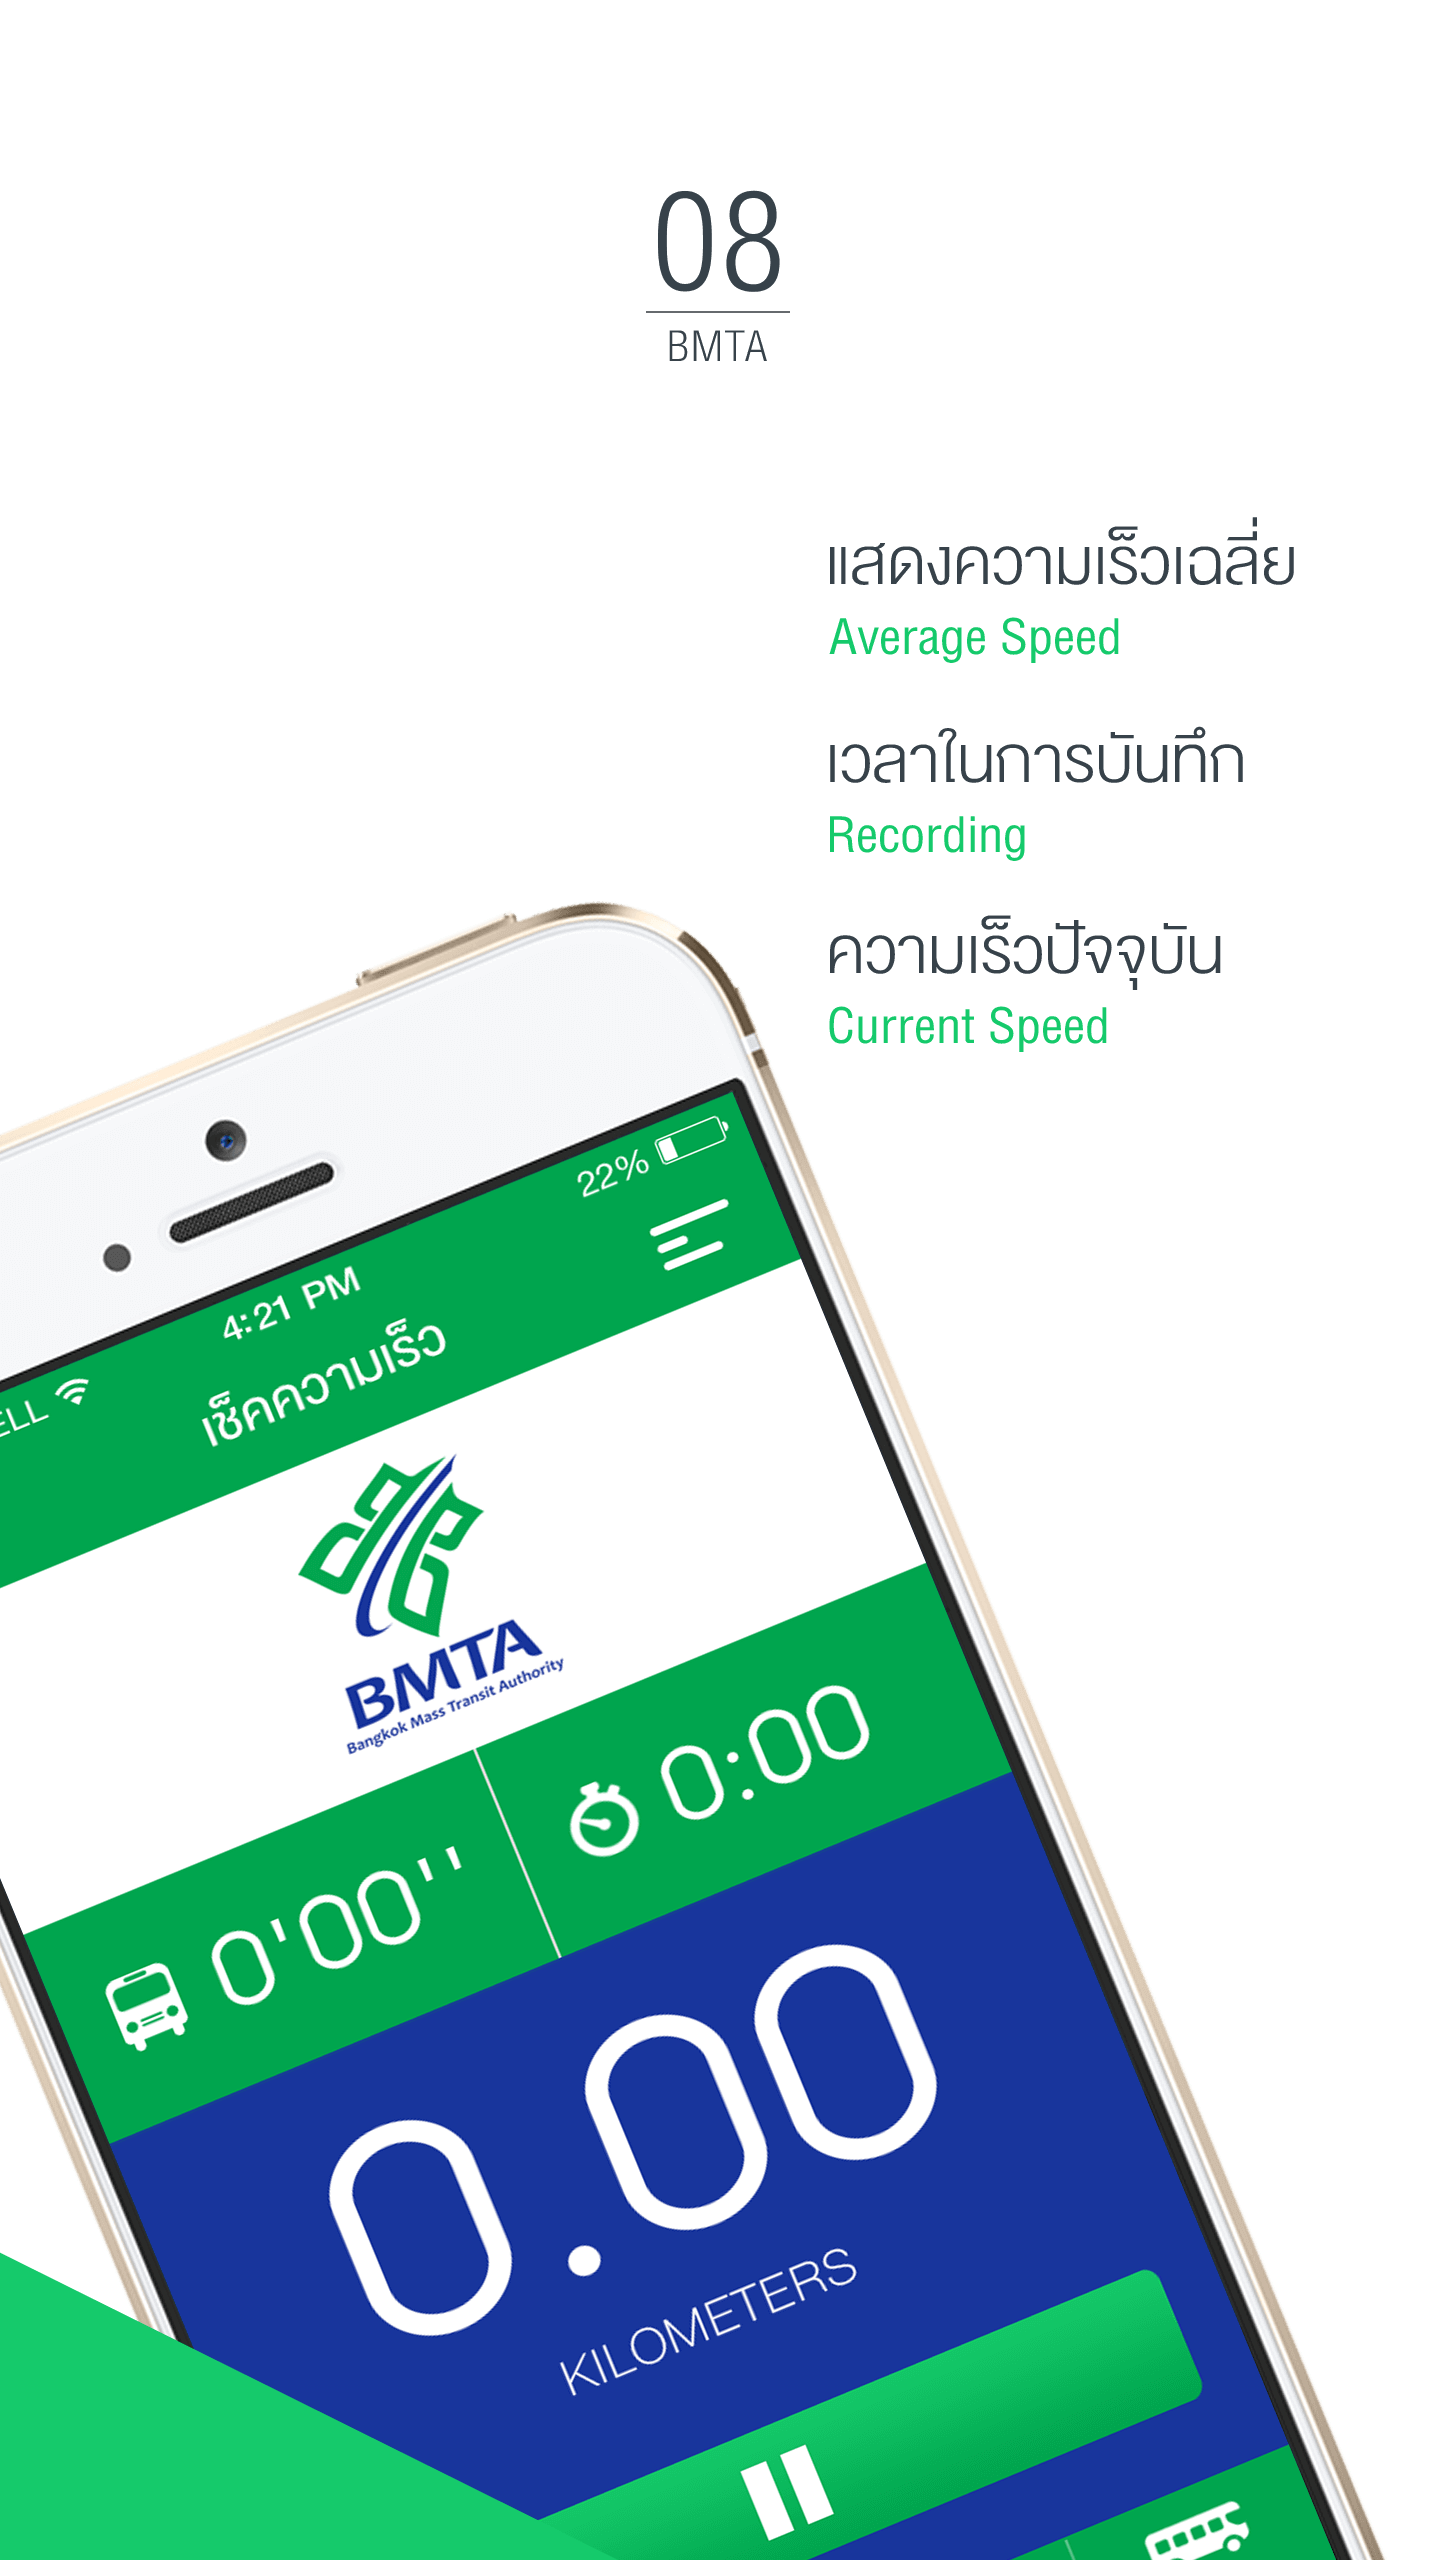 08
BMTA
แสดงความเร็วเฉลี่ย
Average Speed
เวลาในการบันทึก
Recording
ความเร็วปัจจุบัน
Current Speed
22%
4:21 PM
ELL
เช็คความเร็ว
BMTA
Bangkok Mass Transit Authority
0:00
0'00''
0.00
KILOMETERS